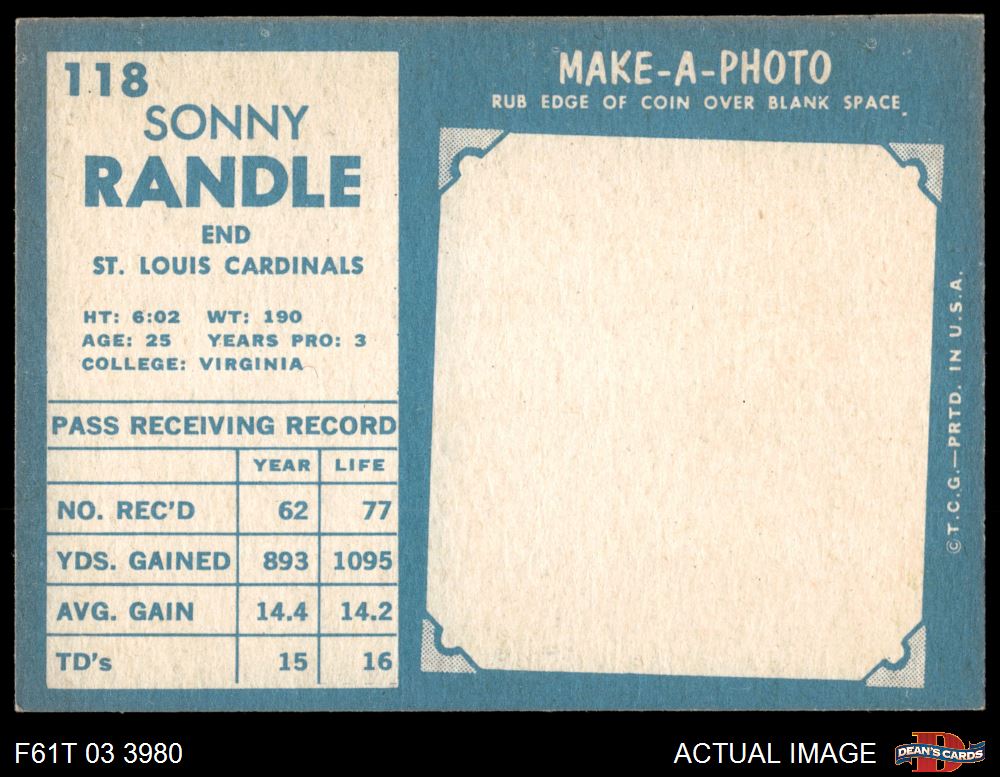 118
SONNY
RANDLE
END
ST. LOUIS CARDINALS
HT: 6:02 WT: 190
AGE: 25 YEARS PRO: 3
COLLEGE: VIRGINIA
PASS RECEIVING RECORD
YEAR LIFE
NO. REC'D 62 77
YDS. GAINED 893 1095
AVG. GAIN 14.4 14.2
TD's 15 16
MAKE-A-PHOTO
RUB EDGE OF COIN OVER BLANK SPACE.
©T.C.G.—PRTD. IN U.S.A.
F61T 03 3980
ACTUAL IMAGE
D
DEAN'S CARDS